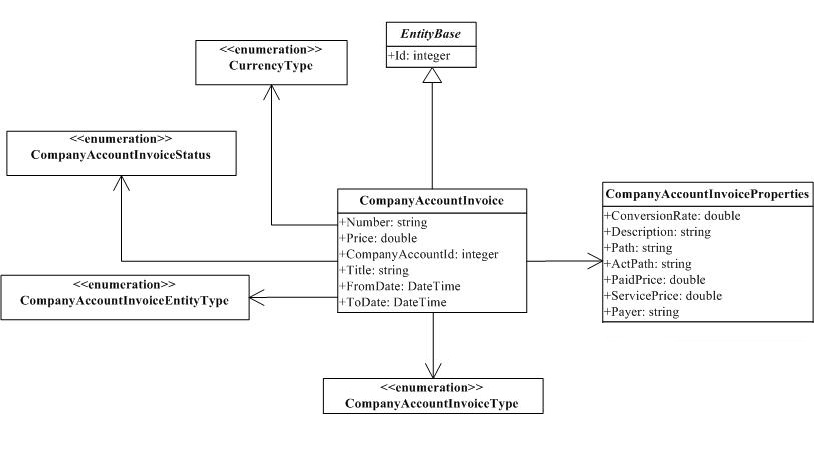 EntityBase
+Id: integer
<<enumeration>>
CurrencyType
<<enumeration>>
CompanyAccountInvoiceStatus
CompanyAccountInvoice
+Number: string
+Price: double
+CompanyAccountId: integer
+Title: string
+FromDate: DateTime
+ToDate: DateTime
CompanyAccountInvoiceProperties
+ConversionRate: double
+Description: string
+Path: string
+ActPath: string
+PaidPrice: double
+ServicePrice: double
+Payer: string
<<enumeration>>
CompanyAccountInvoiceEntityType
<<enumeration>>
CompanyAccountInvoiceType